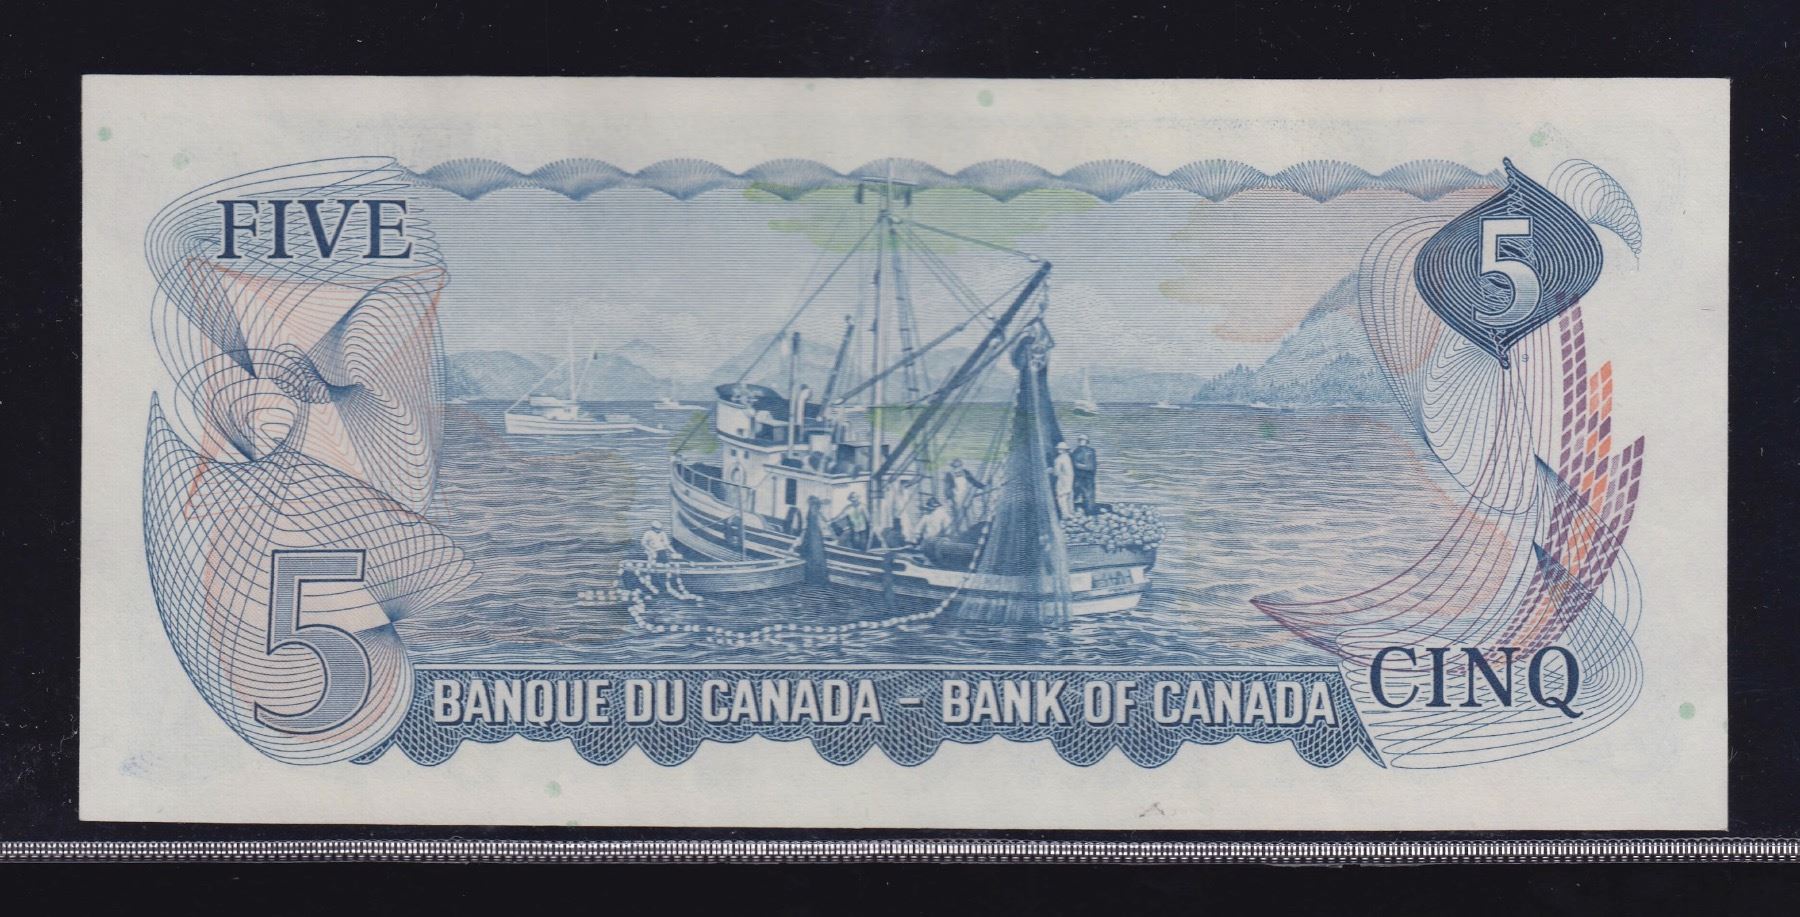 FIVE
5
5
BANQUE DU CANADA - BANK OF CANADA
CINQ